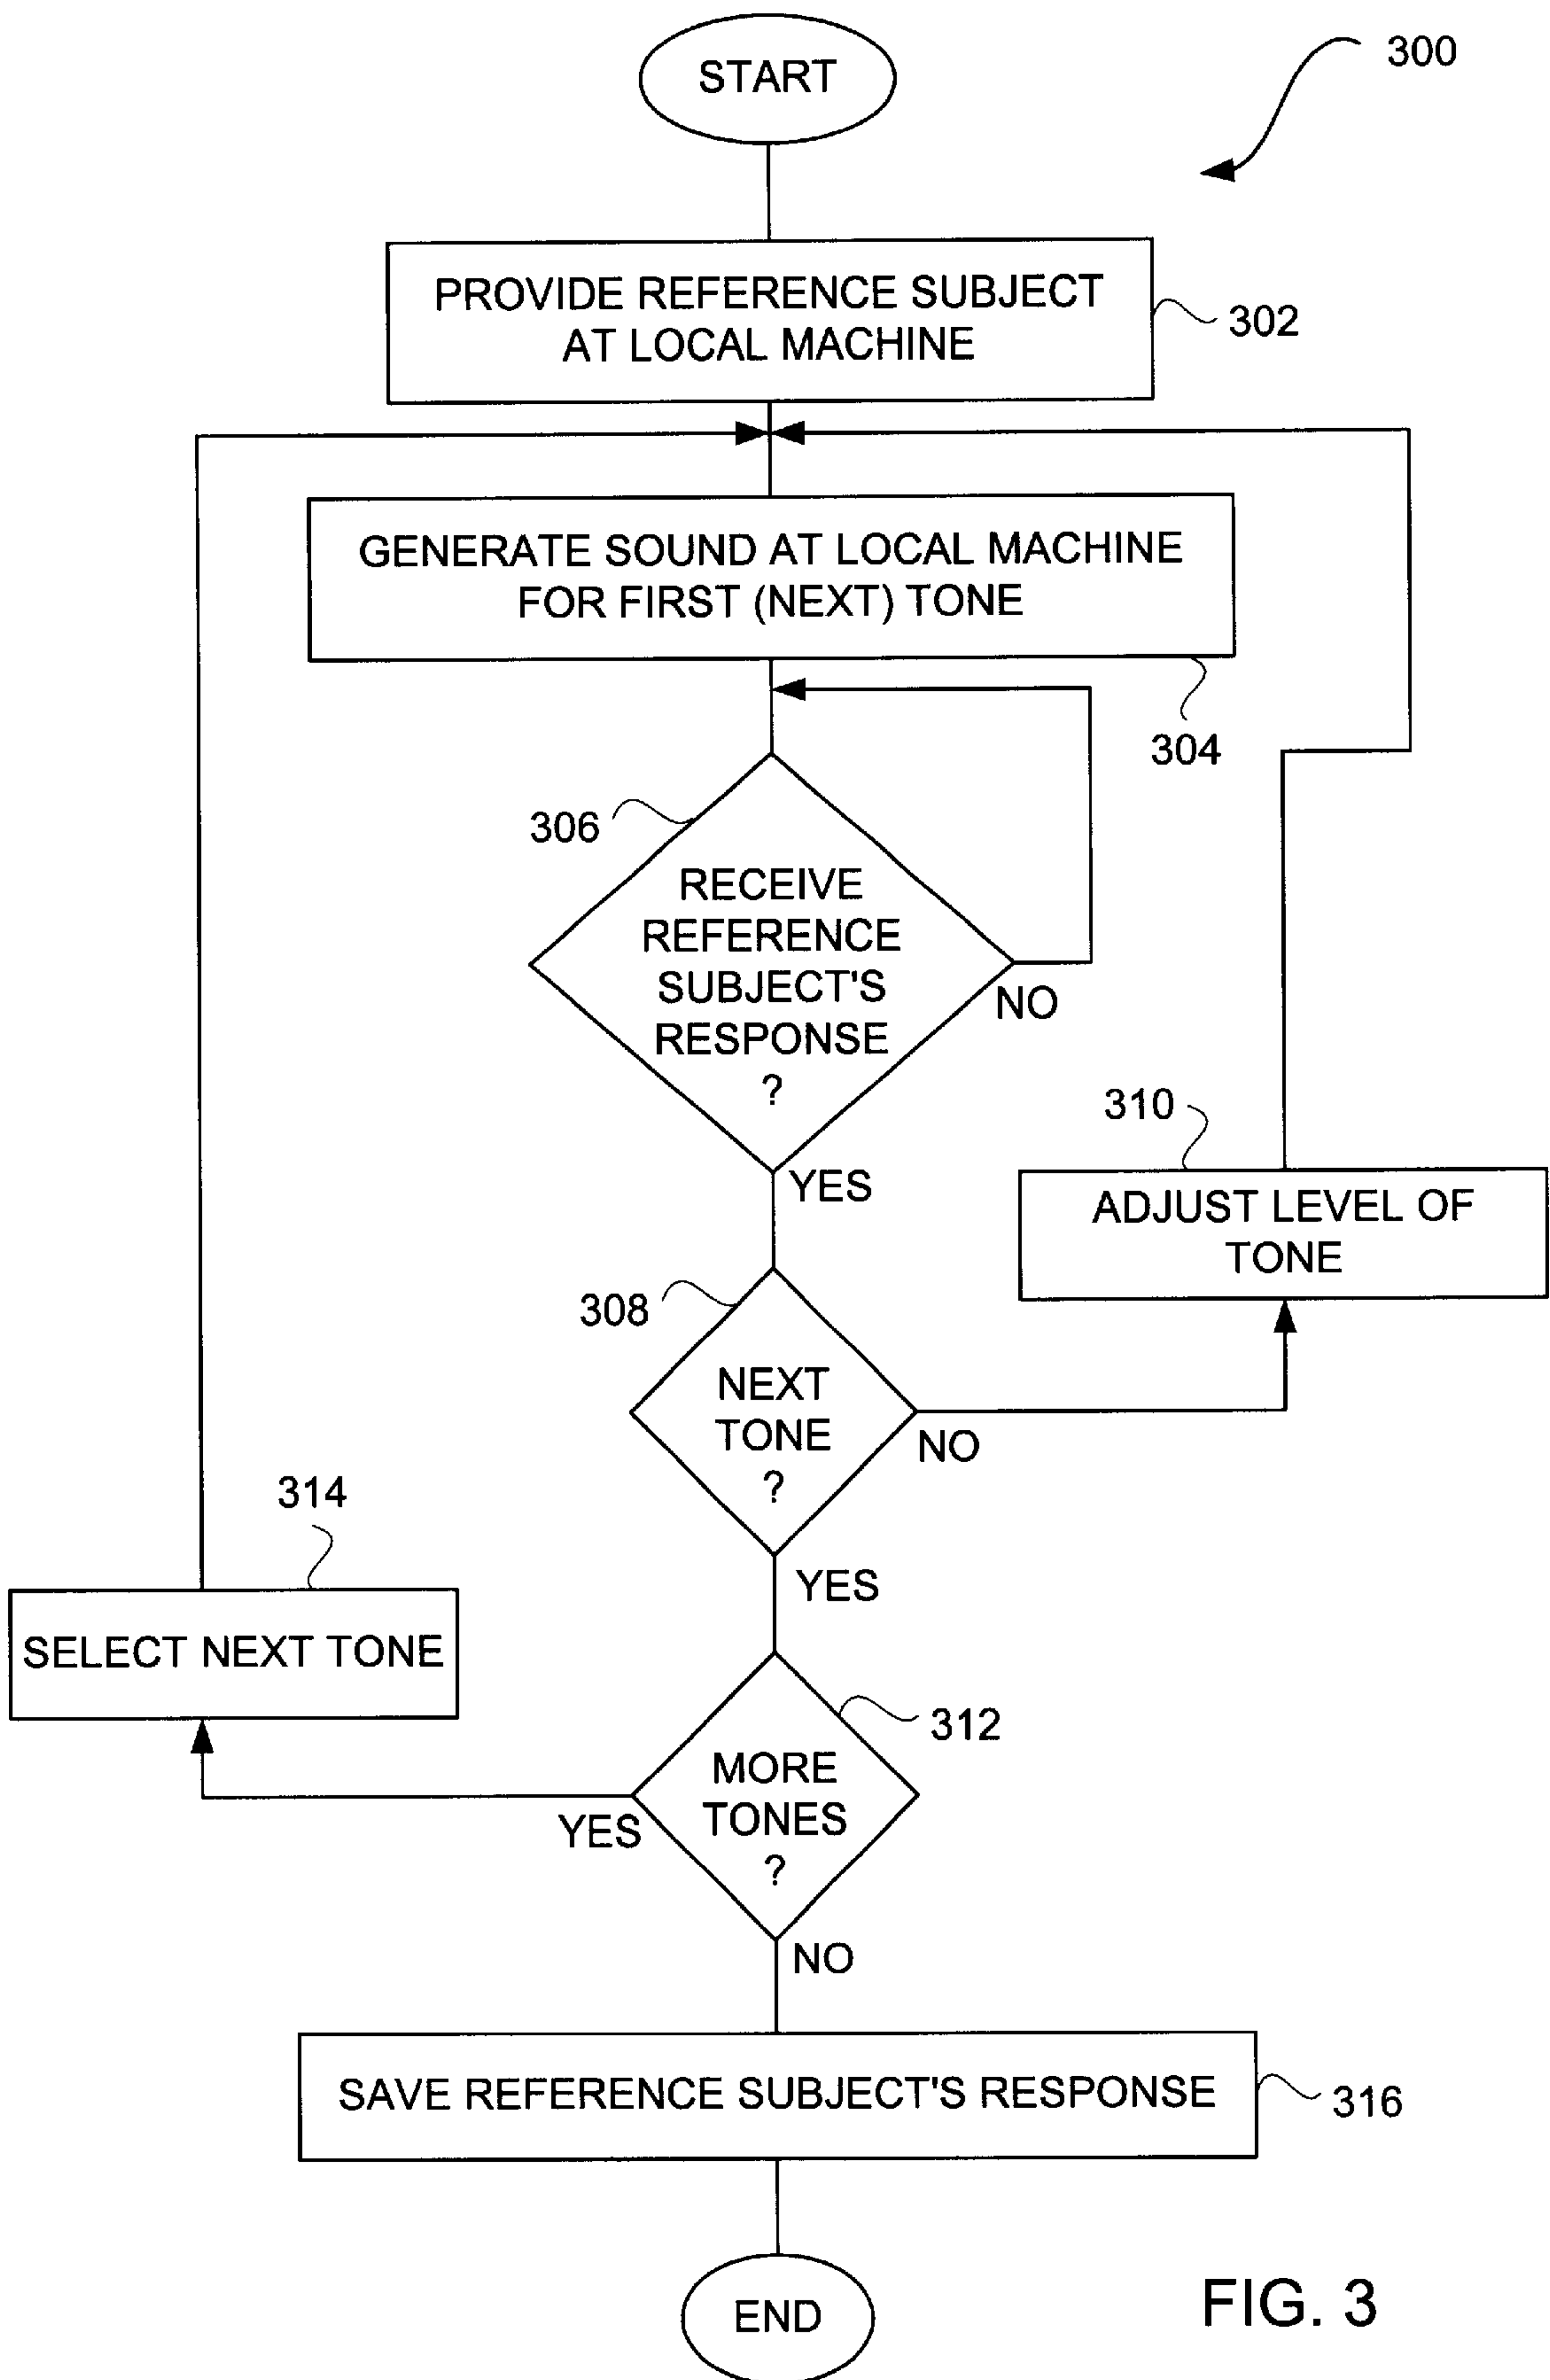 START
300
PROVIDE REFERENCE SUBJECT
AT LOCAL MACHINE
302
GENERATE SOUND AT LOCAL MACHINE
FOR FIRST (NEXT) TONE
304
306
RECEIVE
REFERENCE
SUBJECT'S
RESPONSE
?
NO
YES
310
ADJUST LEVEL OF
TONE
308
NEXT
TONE
?
NO
YES
314
SELECT NEXT TONE
312
MORE
TONES
?
YES
NO
SAVE REFERENCE SUBJECT'S RESPONSE
316
END
FIG. 3